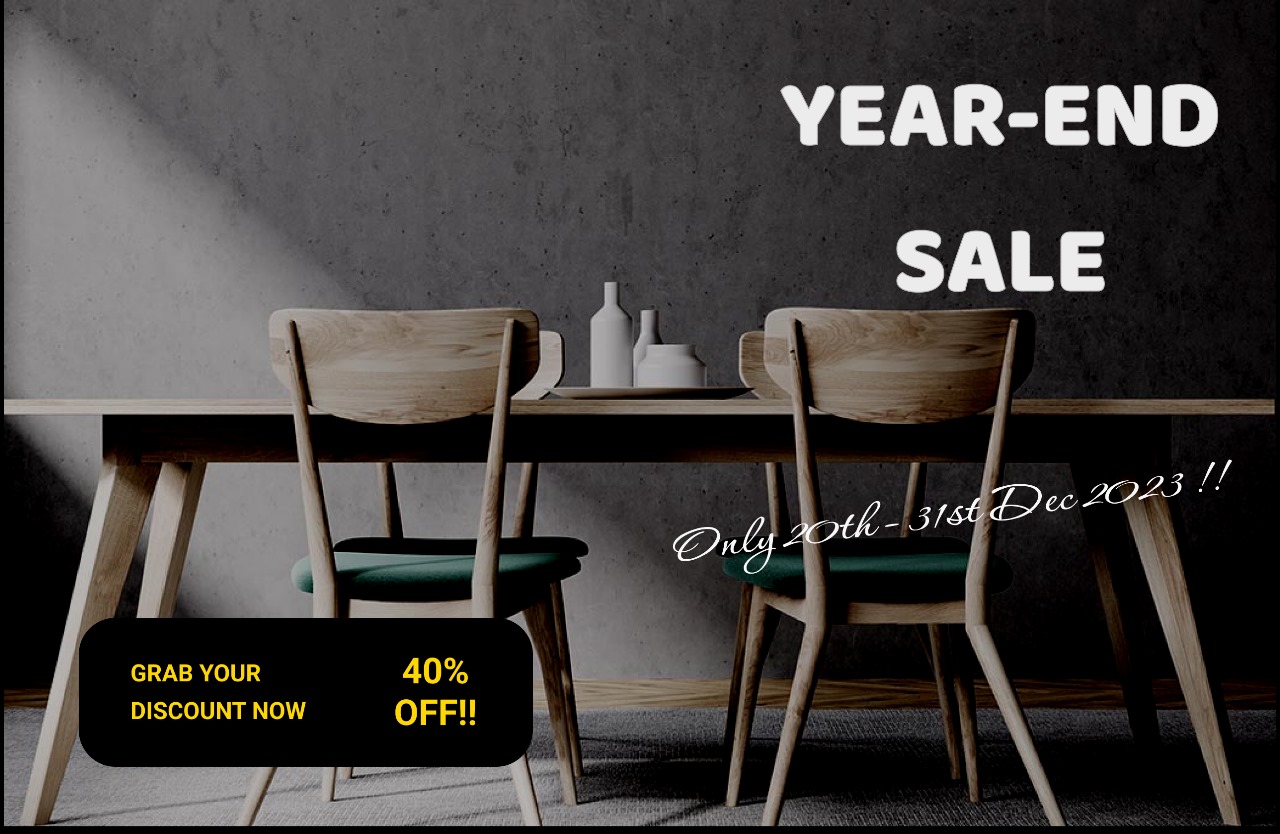 YEAR-END
SALE
Only 20th - 31st Dec 2023 !!
GRAB YOUR
DISCOUNT NOW
40%
OFF!!